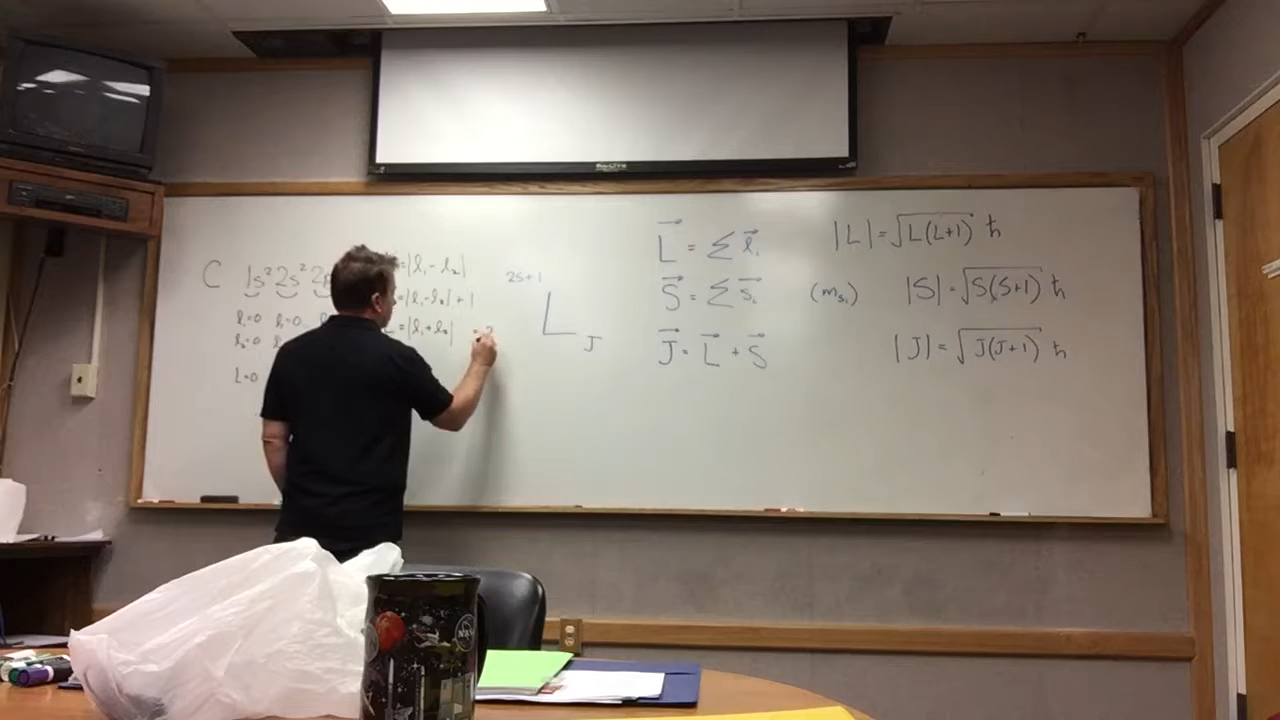 C 1s² 2s² 2p
l₁=0 l₁=0
l₂=0
L=0
=|l₁-l₂|
=|l₁-l₂|+1
=|l₁+l₂| =
2S+1
L
J
L⃗ = Σ l⃗ᵢ
S⃗ = Σ s⃗ᵢ (m_sᵢ)
J⃗ = L⃗ + S⃗
|L|=√L(L+1) ħ
|S|=√S(S+1) ħ
|J|=√J(J+1) ħ